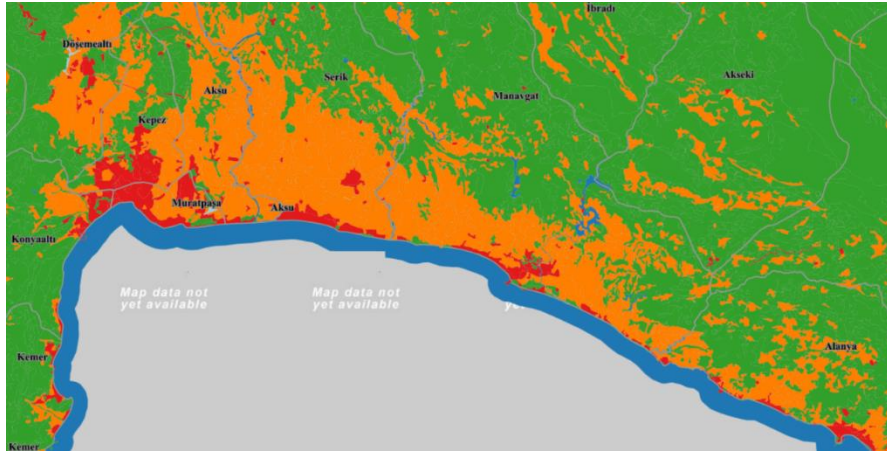 İbradı
Döşemealtı
Serik
Akseki
Aksu
Manavgat
Kepez
Muratpaşa
Aksu
Konyaaltı
Map data not
yet available
Map data not
yet available
Kemer
Alanya
Kemer